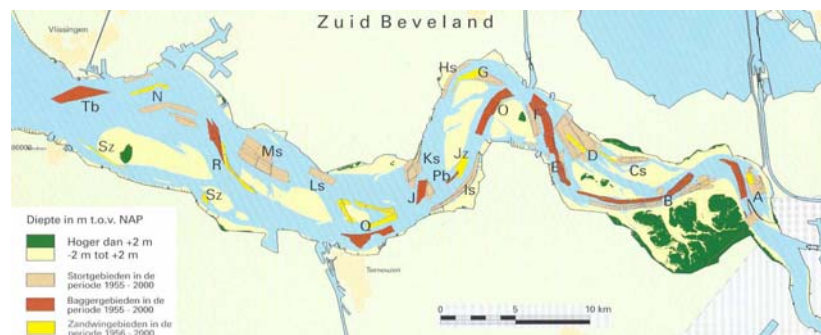 Zuid Beveland
Vlissingen
Hs
G
Tb
N
O
F
Sz
R
Ms
Ks
Jz
D
Ls
Pb
E
Cs
J
Is
B
A
Sz
Q
Terneuzen
Diepte in m t.o.v. NAP
Hoger dan +2 m
-2 m tot +2 m
Stortgebieden in de
periode 1955 - 2000
Baggergebieden in de
periode 1955 - 2000
Zandwingebieden in de
periode 1956 - 2000
0 5 10 km